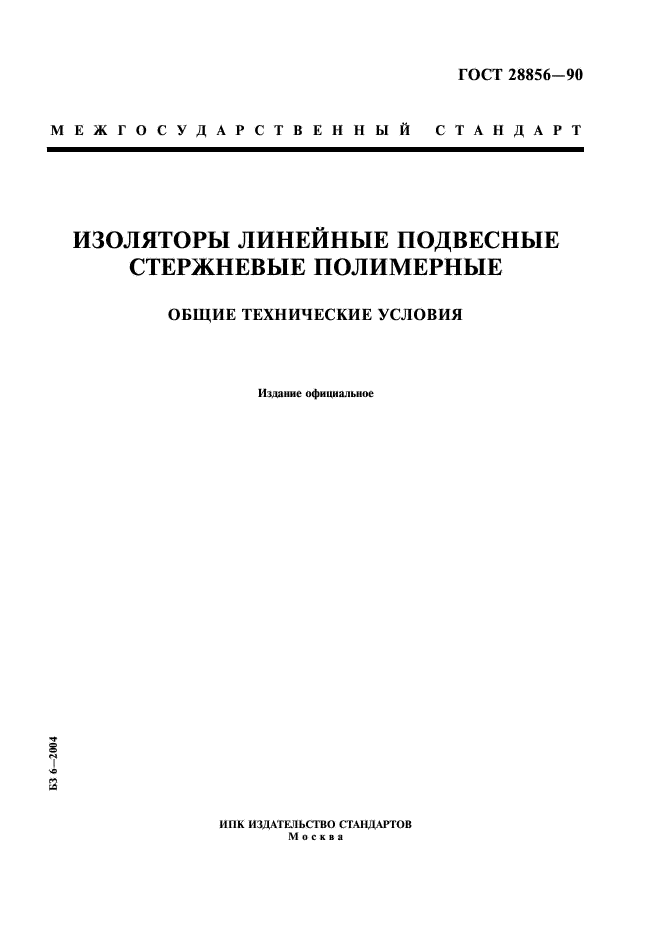 ГОСТ 28856—90
МЕЖГОСУДАРСТВЕННЫЙ СТАНДАРТ
ИЗОЛЯТОРЫ ЛИНЕЙНЫЕ ПОДВЕСНЫЕ
СТЕРЖНЕВЫЕ ПОЛИМЕРНЫЕ
ОБЩИЕ ТЕХНИЧЕСКИЕ УСЛОВИЯ
Издание официальное
БЗ 6—2004
ИПК ИЗДАТЕЛЬСТВО СТАНДАРТОВ
Москва